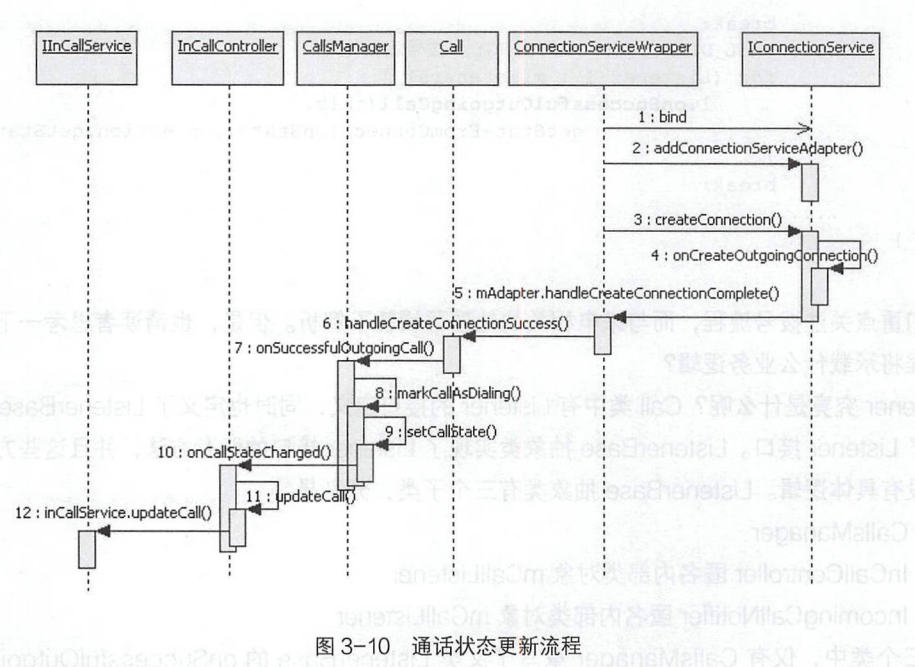 IInCallService
InCallController
CallsManager
Call
ConnectionServiceWrapper
IConnectionService
1 : bind
2 : addConnectionServiceAdapter()
3 : createConnection()
4 : onCreateOutgoingConnection()
5 : mAdapter.handleCreateConnectionComplete()
6 : handleCreateConnectionSuccess()
7 : onSuccessfulOutgoingCall()
8 : markCallAsDialing()
9 : setCallState()
10 : onCallStateChanged()
11 : updateCall()
12 : inCallService.updateCall()
图 3-10 通话状态更新流程